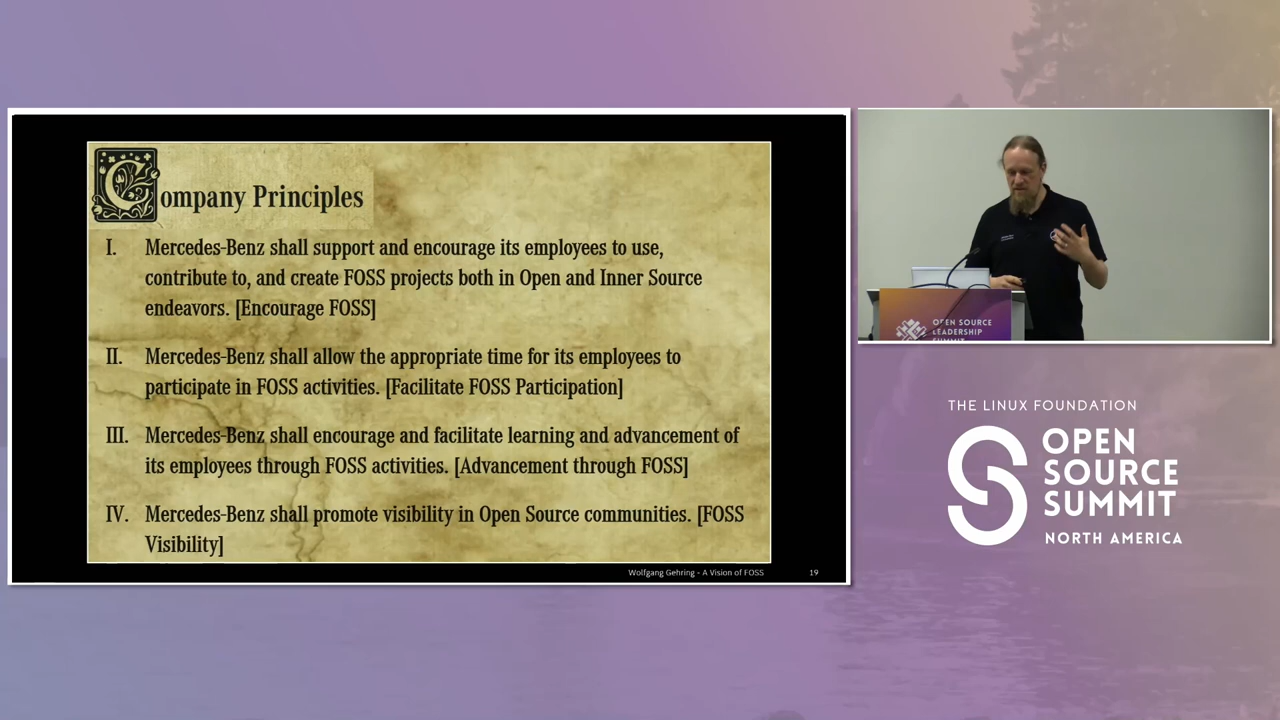 Company Principles
I. Mercedes-Benz shall support and encourage its employees to use,
contribute to, and create FOSS projects both in Open and Inner Source
endeavors. [Encourage FOSS]
II. Mercedes-Benz shall allow the appropriate time for its employees to
participate in FOSS activities. [Facilitate FOSS Participation]
III. Mercedes-Benz shall encourage and facilitate learning and advancement of
its employees through FOSS activities. [Advancement through FOSS]
IV. Mercedes-Benz shall promote visibility in Open Source communities. [FOSS
Visibility]
Wolfgang Gehring - A Vision of FOSS 19
OPEN SOURCE
LEADERSHIP
SUMMIT
THE LINUX FOUNDATION
OPEN
SOURCE
SUMMIT
NORTH AMERICA